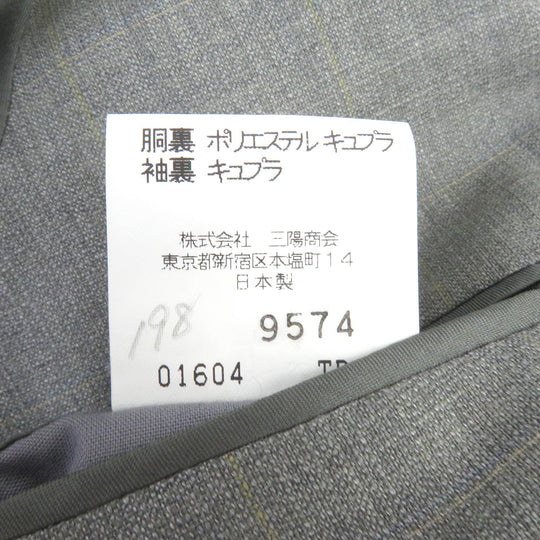 胴裏 ポリエステル キュプラ
袖裏 キュプラ
株式会社 三陽商会
東京都新宿区本塩町14
日本製
198
9574
01604